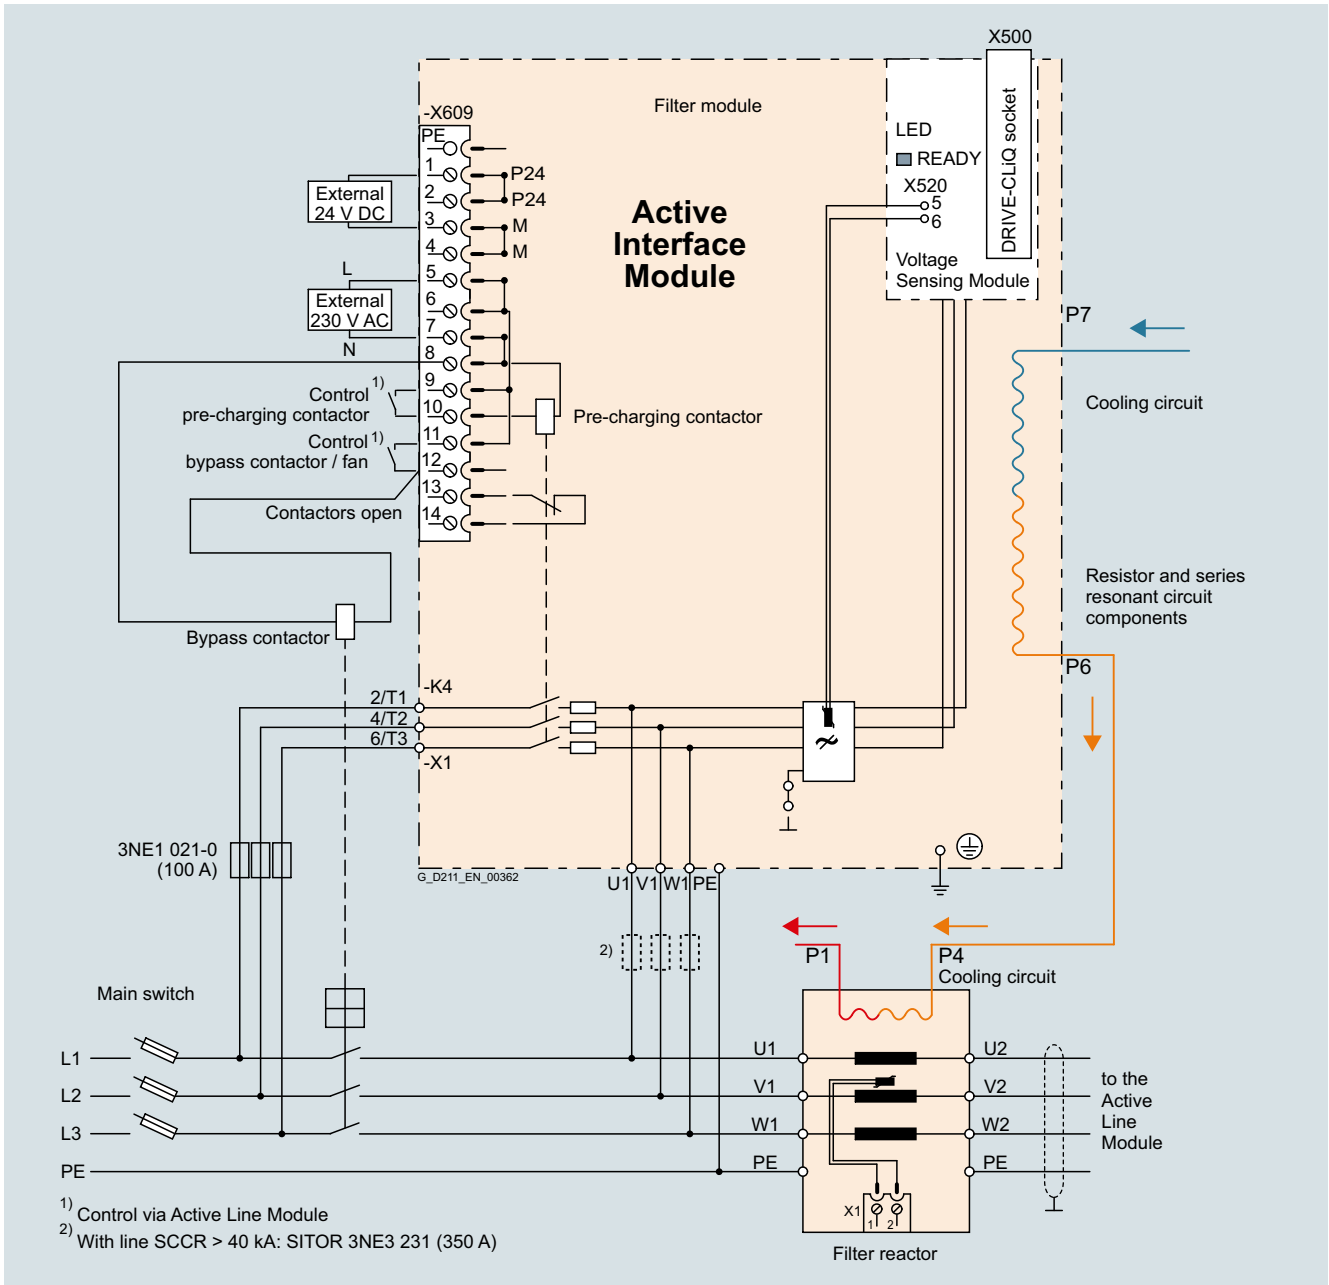 X500
Filter module
-X609
DRIVE-CLiQ socket
LED
READY
PE
1
P24
External
24 V DC
2
P24
X520
5
6
3
M
Active
Interface
Module
4
M
Voltage
Sensing Module
L
5
External
230 V AC
6
P7
7
N
8
Control 1)
pre-charging contactor
9
10
Pre-charging contactor
Cooling circuit
Control 1)
bypass contactor / fan
11
12
13
Contactors open
14
Resistor and series
resonant circuit
components
Bypass contactor
P6
-K4
2/T1
4/T2
6/T3
-X1
3NE1 021-0
(100 A)
G_D211_EN_00362
U1 V1 W1 PE
2)
P1
P4
Cooling circuit
Main switch
L1
U1
U2
L2
V1
V2
L3
W1
W2
PE
PE
PE
to the
Active
Line
Module
X1
1 2
1) Control via Active Line Module
2) With line SCCR > 40 kA: SITOR 3NE3 231 (350 A)
Filter reactor